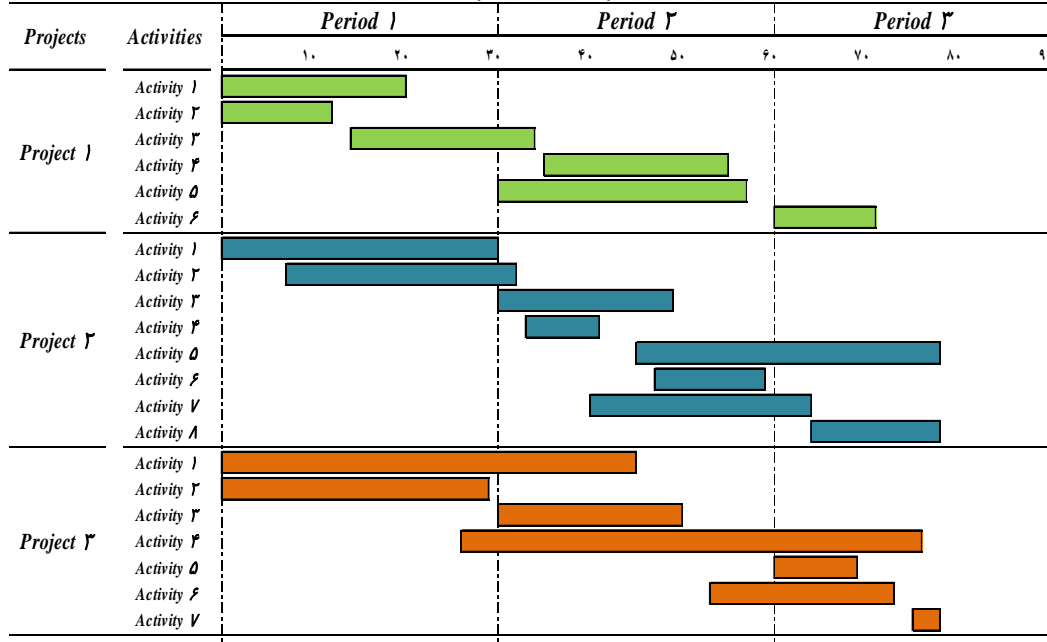 Period ۱ Period ۲ Period ۳
Projects Activities
۱۰ ۲۰ ۳۰ ۴۰ ۵۰ ۶۰ ۷۰ ۸۰ ۹
Activity ۱
Activity ۲
Activity ۳
Project ۱
Activity ۴
Activity ۵
Activity ۶
Activity ۱
Activity ۲
Activity ۳
Activity ۴
Project ۲
Activity ۵
Activity ۶
Activity ۷
Activity ۸
Activity ۱
Activity ۲
Activity ۳
Project ۳
Activity ۴
Activity ۵
Activity ۶
Activity ۷